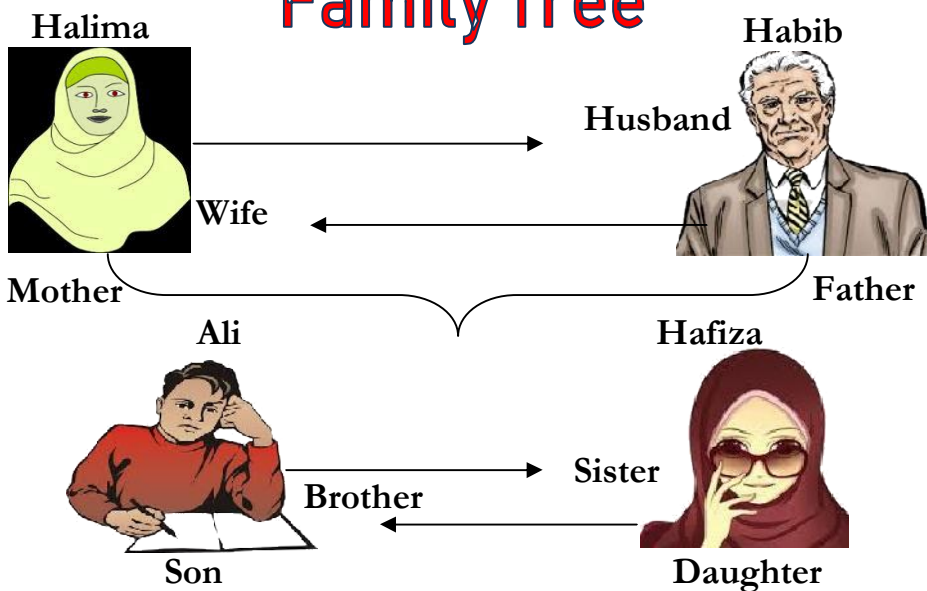 Family Tree
Halima
Habib
Husband
Wife
Mother
Father
Ali
Hafiza
Sister
Brother
Son
Daughter